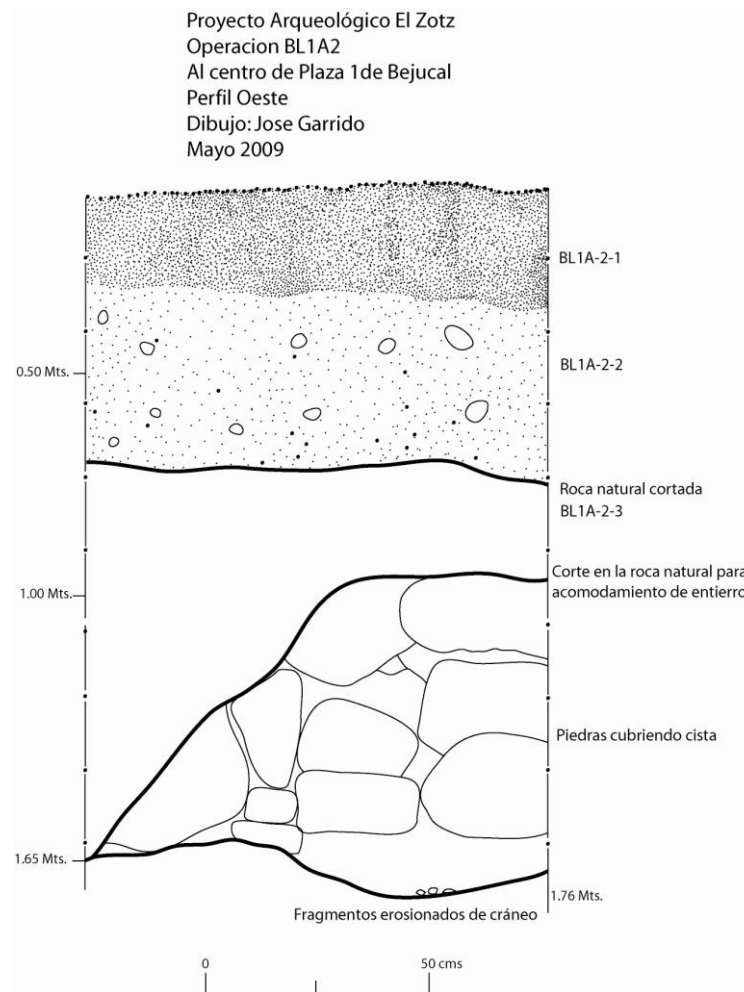 Proyecto Arqueológico El Zotz
Operacion BL1A2
Al centro de Plaza 1de Bejucal
Perfil Oeste
Dibujo: Jose Garrido
Mayo 2009
BL1A-2-1
BL1A-2-2
0.50 Mts.
Roca natural cortada
BL1A-2-3
Corte en la roca natural para
acomodamiento de entierro
1.00 Mts.
Piedras cubriendo cista
1.65 Mts.
1.76 Mts.
Fragmentos erosionados de cráneo
0
50 cms